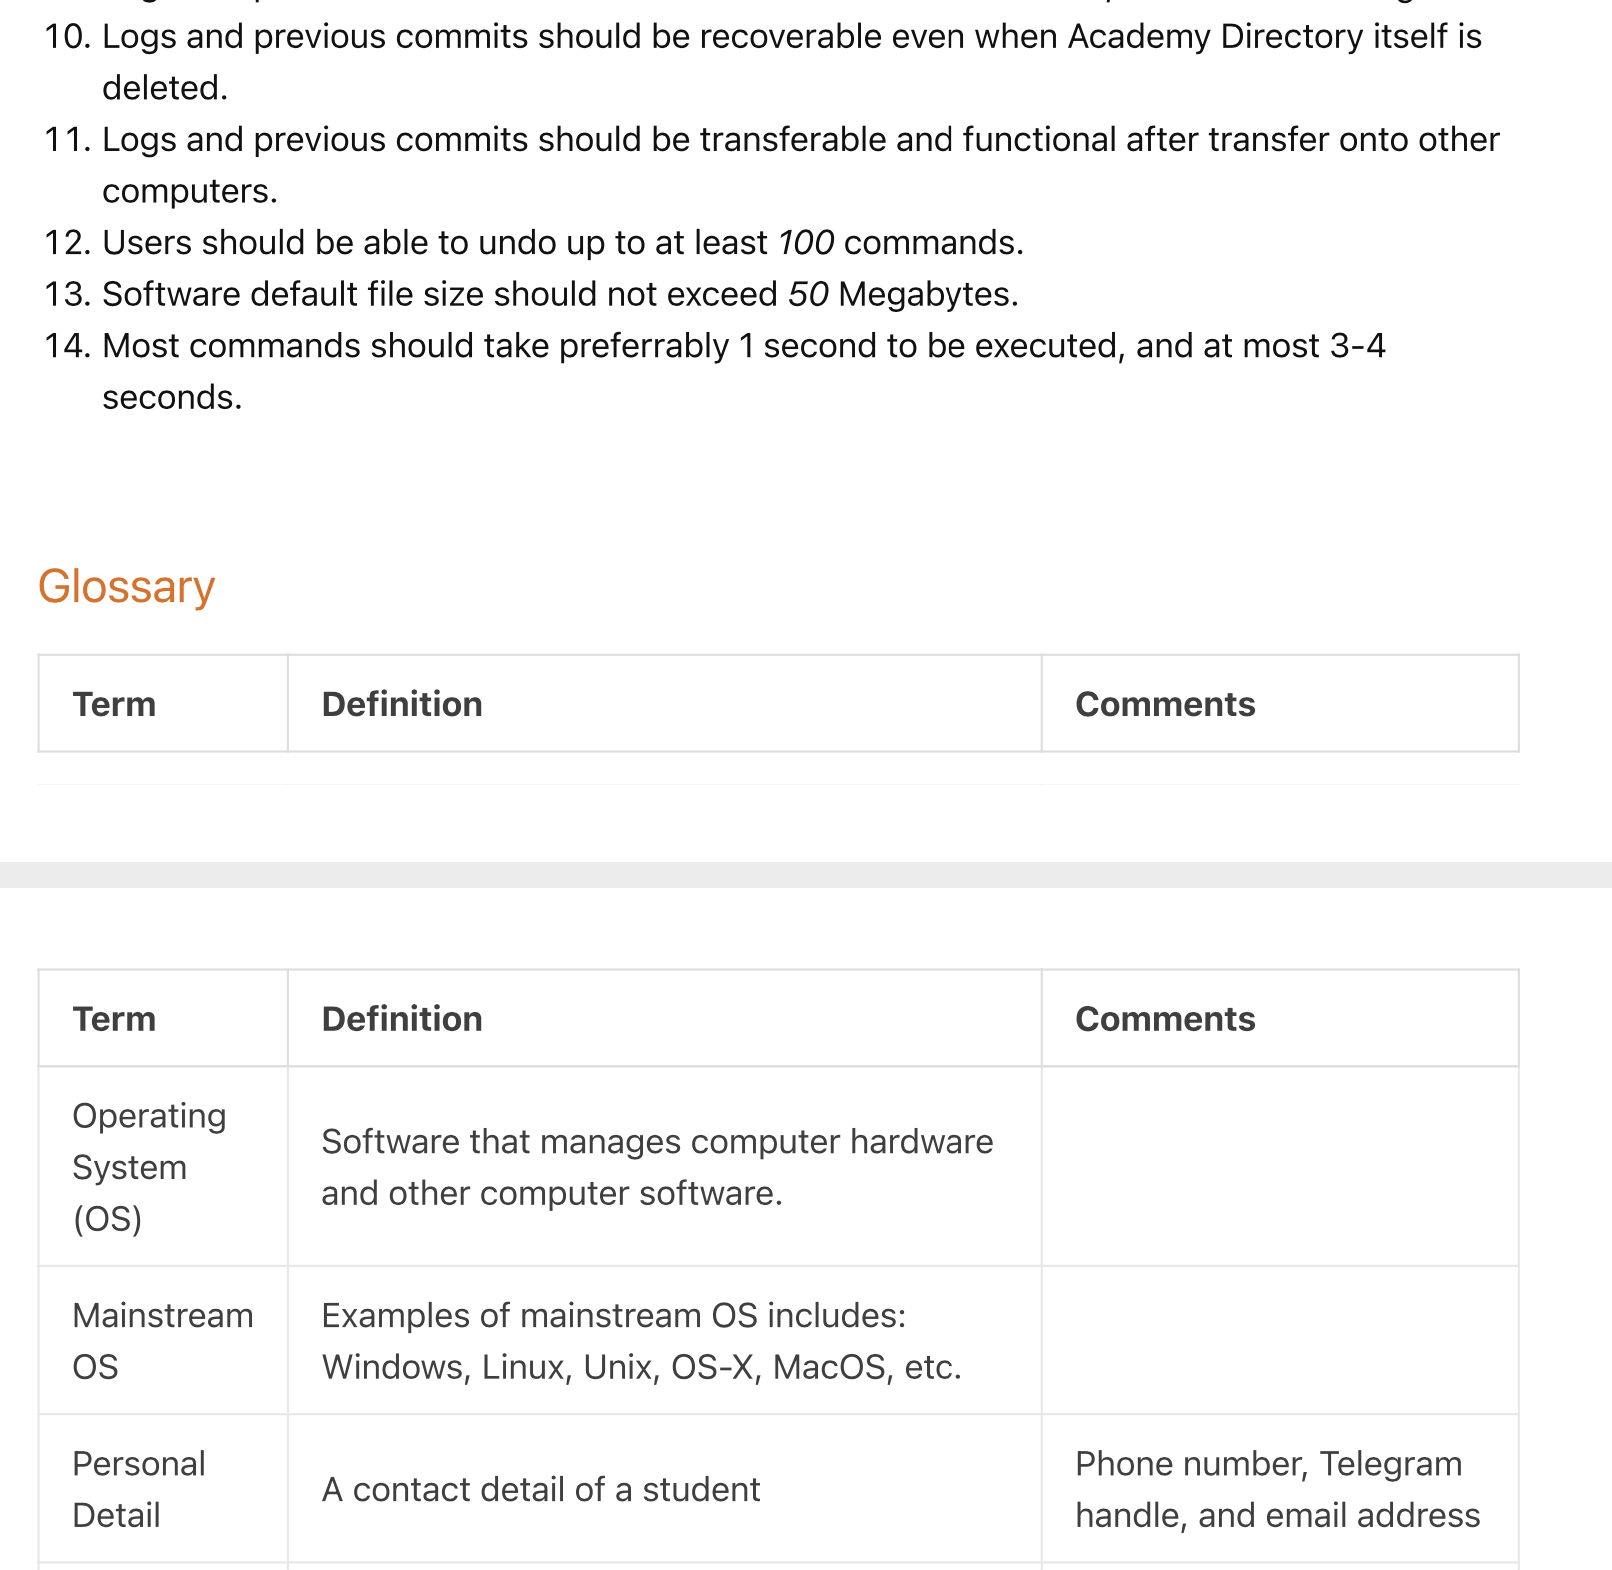 10. Logs and previous commits should be recoverable even when Academy Directory itself is
deleted.
11. Logs and previous commits should be transferable and functional after transfer onto other
computers.
12. Users should be able to undo up to at least 100 commands.
13. Software default file size should not exceed 50 Megabytes.
14. Most commands should take preferrably 1 second to be executed, and at most 3-4
seconds.
Glossary
Term Definition Comments
Term Definition Comments
Operating
System
(OS)
Software that manages computer hardware
and other computer software.
Mainstream
OS
Examples of mainstream OS includes:
Windows, Linux, Unix, OS-X, MacOS, etc.
Personal
Detail
A contact detail of a student
Phone number, Telegram
handle, and email address